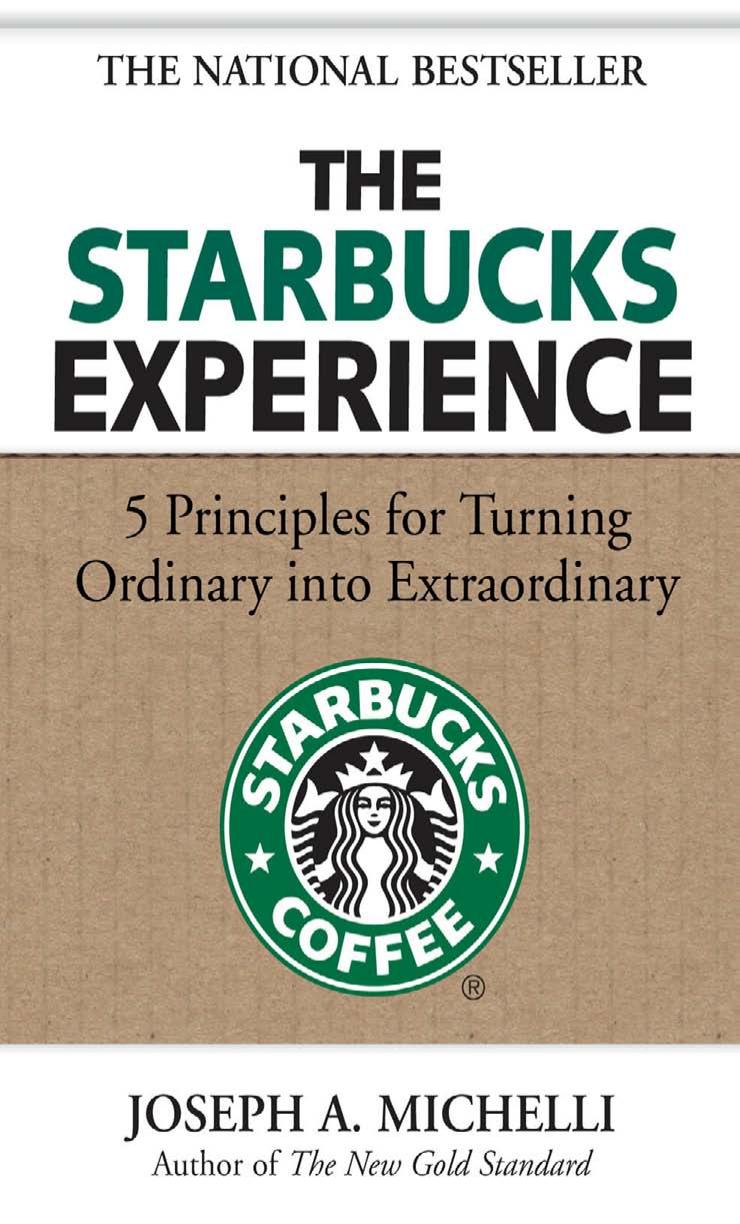 THE NATIONAL BESTSELLER
THE
STARBUCKS
EXPERIENCE
5 Principles for Turning
Ordinary into Extraordinary
STARBUCKS
COFFEE
®
JOSEPH A. MICHELLI
Author of The New Gold Standard